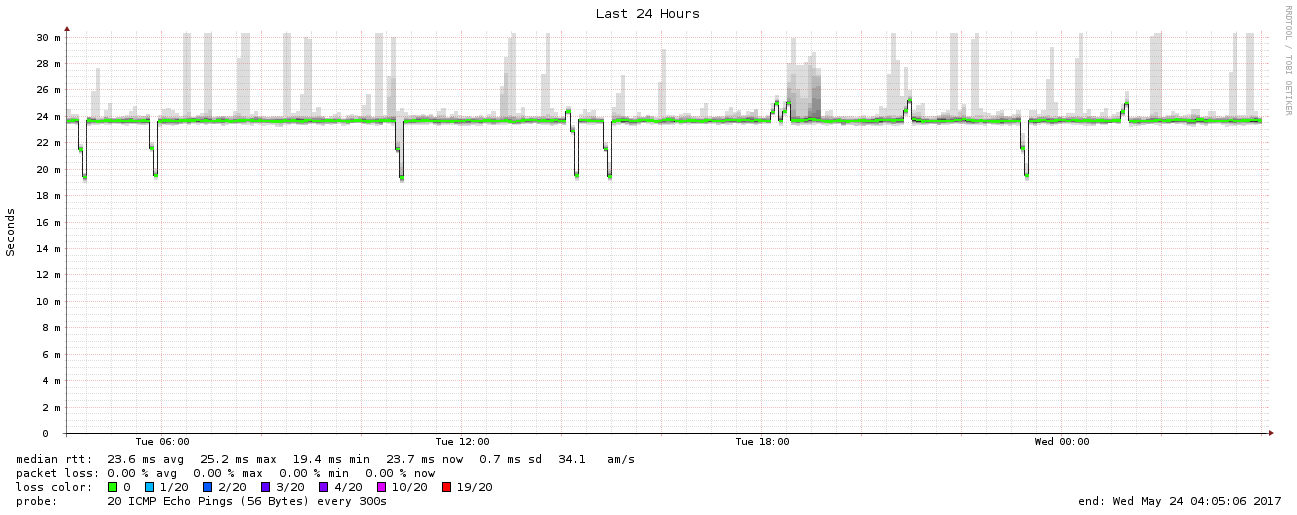 Last 24 Hours
RRDTOOL / TOBI OETIKER
Seconds
30 m
28 m
26 m
24 m
22 m
20 m
18 m
16 m
14 m
12 m
10 m
8 m
6 m
4 m
2 m
0
Tue 06:00 Tue 12:00 Tue 18:00 Wed 00:00
median rtt: 23.6 ms avg 25.2 ms max 19.4 ms min 23.7 ms now 0.7 ms sd 34.1 am/s
packet loss: 0.00 % avg 0.00 % max 0.00 % min 0.00 % now
loss color: 0 1/20 2/20 3/20 4/20 10/20 19/20
probe: 20 ICMP Echo Pings (56 Bytes) every 300s end: Wed May 24 04:05:06 2017